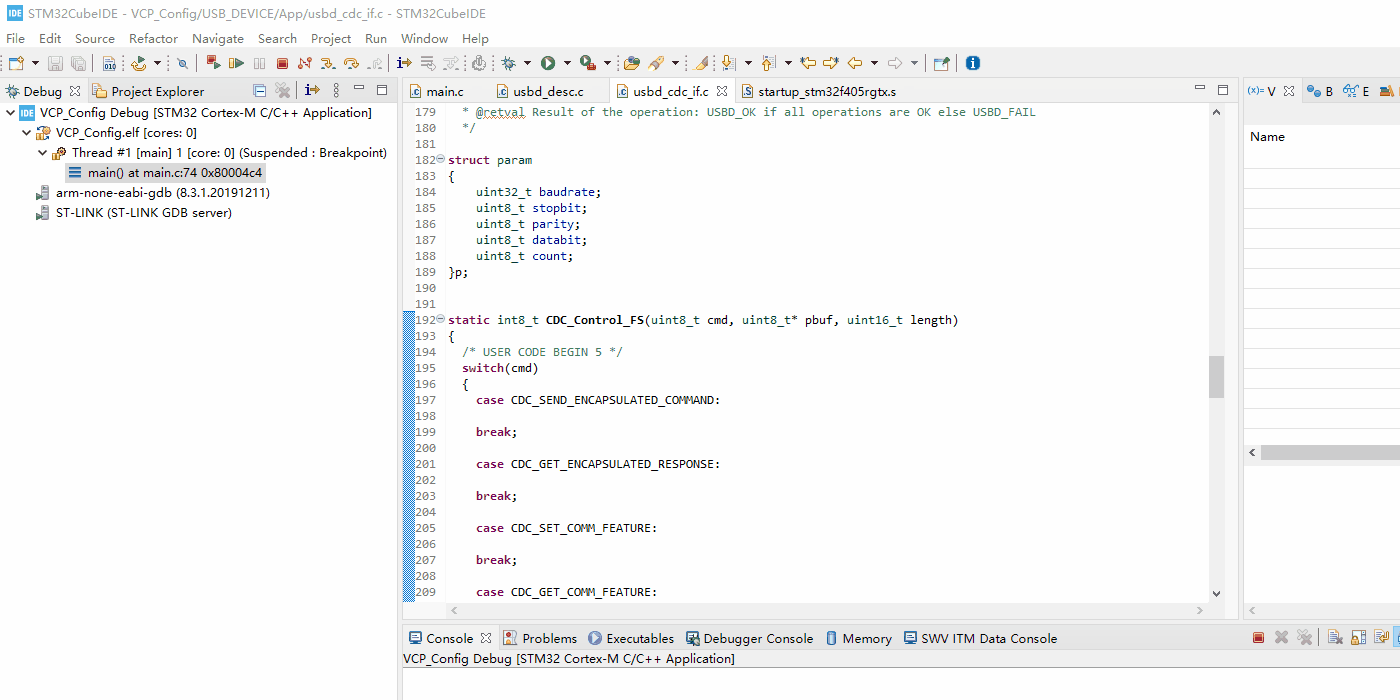 IDE STM32CubeIDE - VCP_Config/USB_DEVICE/App/usbd_cdc_if.c - STM32CubeIDE
File Edit Source Refactor Navigate Search Project Run Window Help
Debug Project Explorer
IDE VCP_Config Debug [STM32 Cortex-M C/C++ Application]
VCP_Config.elf [cores: 0]
Thread #1 [main] 1 [core: 0] (Suspended : Breakpoint)
main() at main.c:74 0x80004c4
arm-none-eabi-gdb (8.3.1.20191211)
ST-LINK (ST-LINK GDB server)
main.c usbd_desc.c usbd_cdc_if.c startup_stm32f405rgtx.s
179 * @retval Result of the operation: USBD_OK if all operations are OK else USBD_FAIL
180 */
181
182 struct param
183 {
184 uint32_t baudrate;
185 uint8_t stopbit;
186 uint8_t parity;
187 uint8_t databit;
188 uint8_t count;
189 }p;
190
191
192 static int8_t CDC_Control_FS(uint8_t cmd, uint8_t* pbuf, uint16_t length)
193 {
194 /* USER CODE BEGIN 5 */
195 switch(cmd)
196 {
197 case CDC_SEND_ENCAPSULATED_COMMAND:
198
199 break;
200
201 case CDC_GET_ENCAPSULATED_RESPONSE:
202
203 break;
204
205 case CDC_SET_COMM_FEATURE:
206
207 break;
208
209 case CDC_GET_COMM_FEATURE:
(x)= V B E
Name
Console Problems Executables Debugger Console Memory SWV ITM Data Console
VCP_Config Debug [STM32 Cortex-M C/C++ Application]